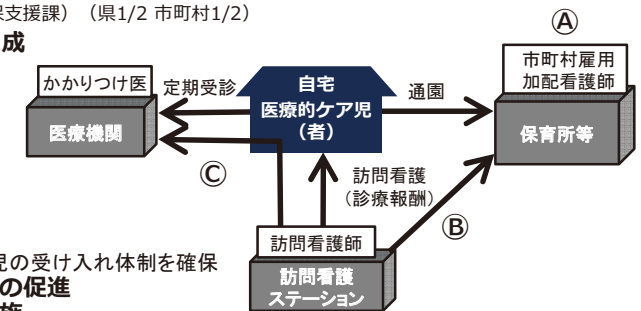 保支援課）（県1/2 市町村1/2）
成
Ⓐ
市町村雇用
加配看護師
保育所等
かかりつけ医
医療機関
定期受診
自宅
医療的ケア児
（者）
通園
Ⓒ
訪問看護
（診療報酬）
Ⓑ
訪問看護師
訪問看護
ステーション
児の受け入れ体制を確保
の促進
施